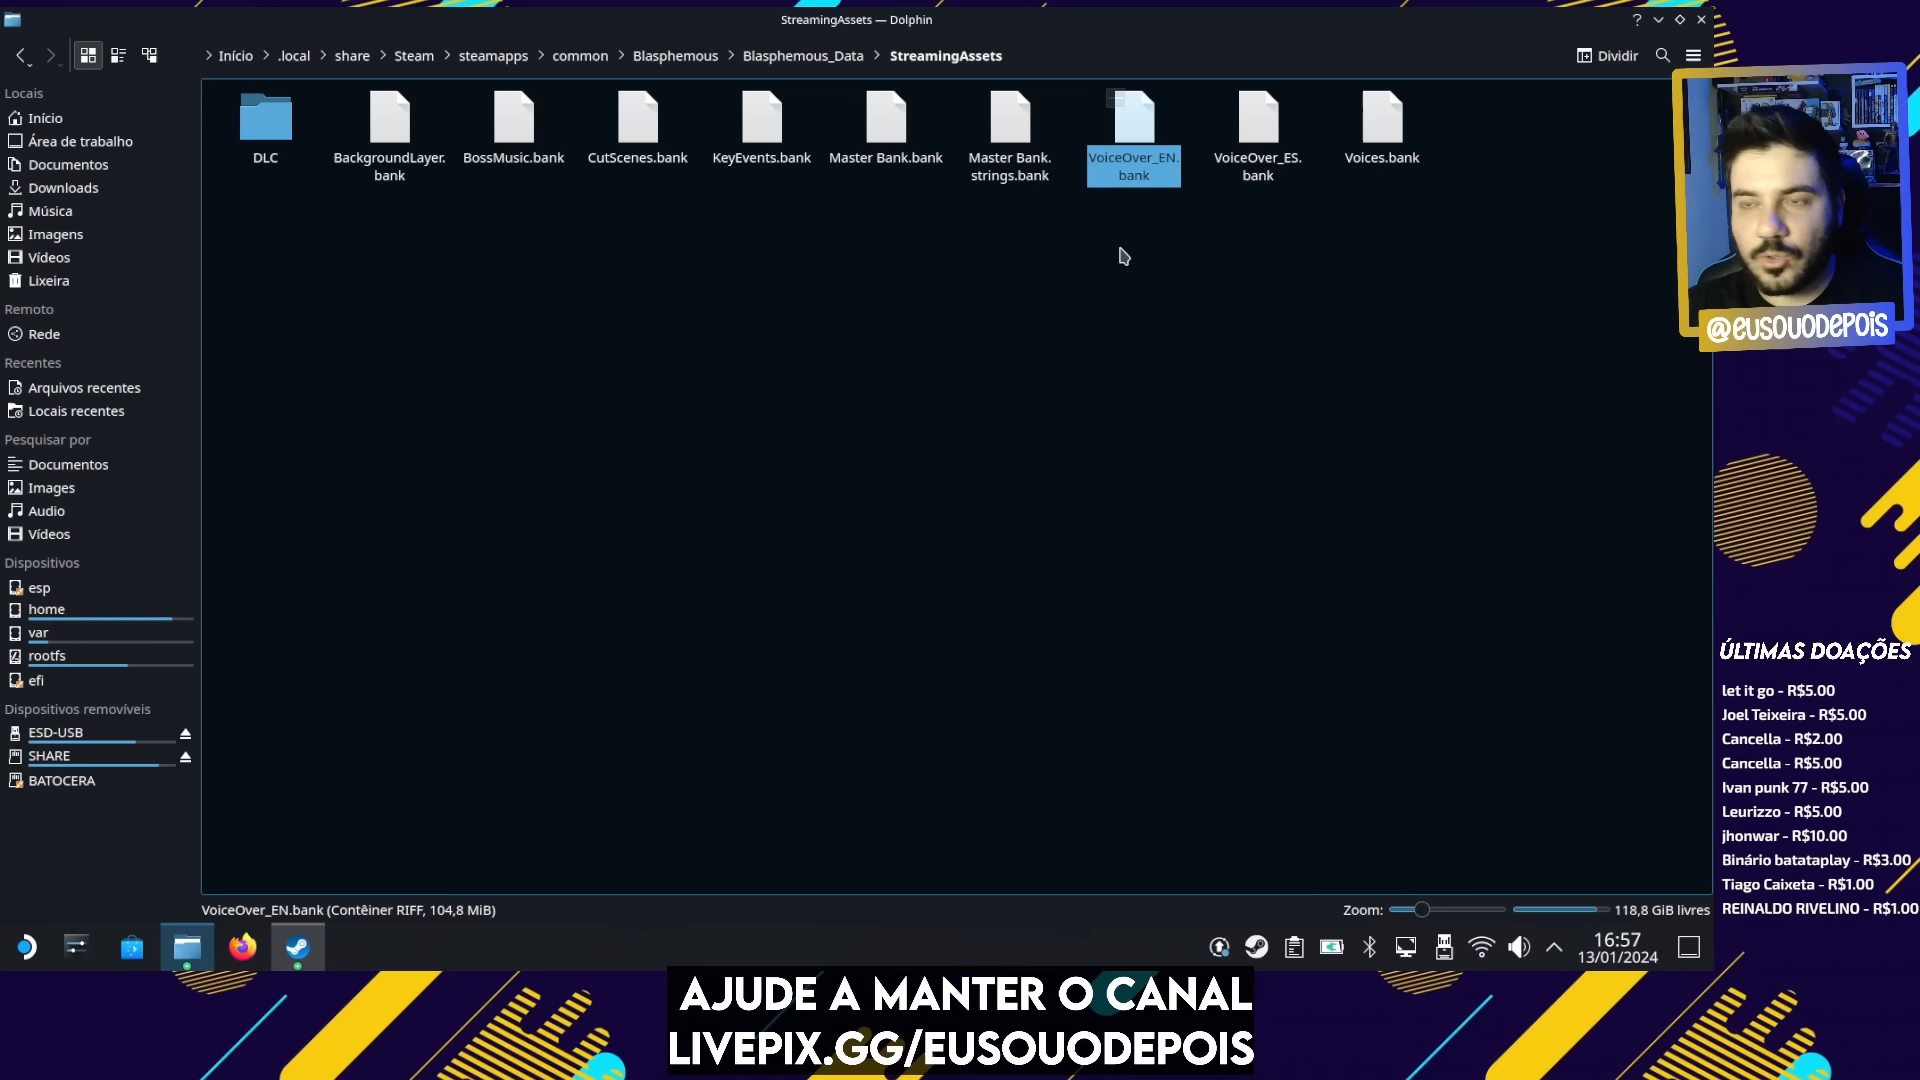 StreamingAssets — Dolphin
Início
.local
share
Steam
steamapps
common
Blasphemous
Blasphemous_Data
StreamingAssets
Dividir
Locais
Início
Área de trabalho
Documentos
Downloads
Música
Imagens
Vídeos
Lixeira
Remoto
Rede
Recentes
Arquivos recentes
Locais recentes
Pesquisar por
Documentos
Images
Audio
Vídeos
Dispositivos
esp
home
var
rootfs
efi
Dispositivos removíveis
ESD-USB
SHARE
BATOCERA
DLC
BackgroundLayer.
bank
BossMusic.bank
CutScenes.bank
KeyEvents.bank
Master Bank.bank
Master Bank.
strings.bank
VoiceOver_EN.
bank
VoiceOver_ES.
bank
Voices.bank
@eusouodepois
ÚLTIMAS DOAÇÕES
let it go - R$5.00
Joel Teixeira - R$5.00
Cancella - R$2.00
Cancella - R$5.00
Ivan punk 77 - R$5.00
Leurizzo - R$5.00
jhonwar - R$10.00
Binário batataplay - R$3.00
Tiago Caixeta - R$1.00
REINALDO RIVELINO - R$1.00
VoiceOver_EN.bank (Contêiner RIFF, 104,8 MiB)
Zoom:
118,8 GiB livres
16:57
13/01/2024
AJUDE A MANTER O CANAL
LIVEPIX.GG/EUSOUODEPOIS